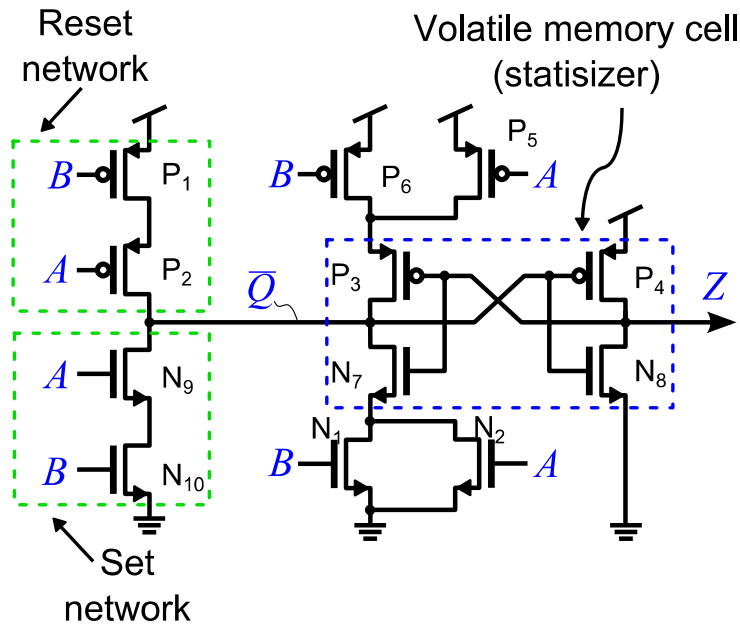 Reset
network
Volatile memory cell
(statisizer)
B
P1
A
P2
A
N9
B
N10
Set
network
B
P6
P5
A
P3
Q̅
N7
P4
Z
N8
N1
N2
B
A